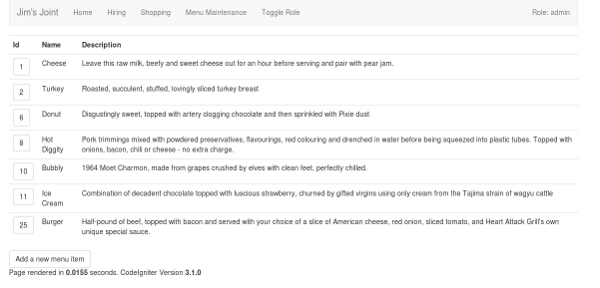 Jim's Joint Home Hiring Shopping Menu Maintenance Toggle Role Role: admin
Id Name Description
1 Cheese Leave this raw milk, beefy and sweet cheese out for an hour before serving and pair with pear jam.
2 Turkey Roasted, succulent, stuffed, lovingly sliced turkey breast
6 Donut Disgustingly sweet, topped with artery clogging chocolate and then sprinkled with Pixie dust
8 Hot Diggity Pork trimmings mixed with powdered preservatives, flavourings, red colouring and drenched in water before being squeezed into plastic tubes. Topped with
onions, bacon, chili or cheese - no extra charge.
10 Bubbly 1964 Moet Charmon, made from grapes crushed by elves with clean feet, perfectly chilled.
11 Ice Cream Combination of decadent chocolate topped with luscious strawberry, churned by gifted virgins using only cream from the Tajima strain of wagyu cattle
25 Burger Half-pound of beef, topped with bacon and served with your choice of a slice of American cheese, red onion, sliced tomato, and Heart Attack Grill's own
unique special sauce.
Add a new menu item
Page rendered in 0.0155 seconds. CodeIgniter Version 3.1.0